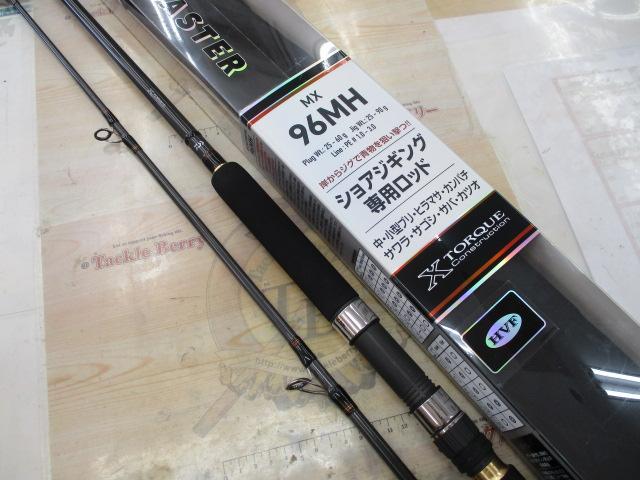 ASTER
MX
96MH
Plug Wt.: 25 - 60 g Jig Wt.: 25 - 90 g
Line : PE # 1.0 - 3.0
岸からジグで青物を狙い撃つ!!
ショアジギング
専用ロッド
中・小型ブリ・ヒラマサ・カンパチ
サワラ・サゴシ・サバ・カツオ
X TORQUE
Construction
HVF
Tackle Berry